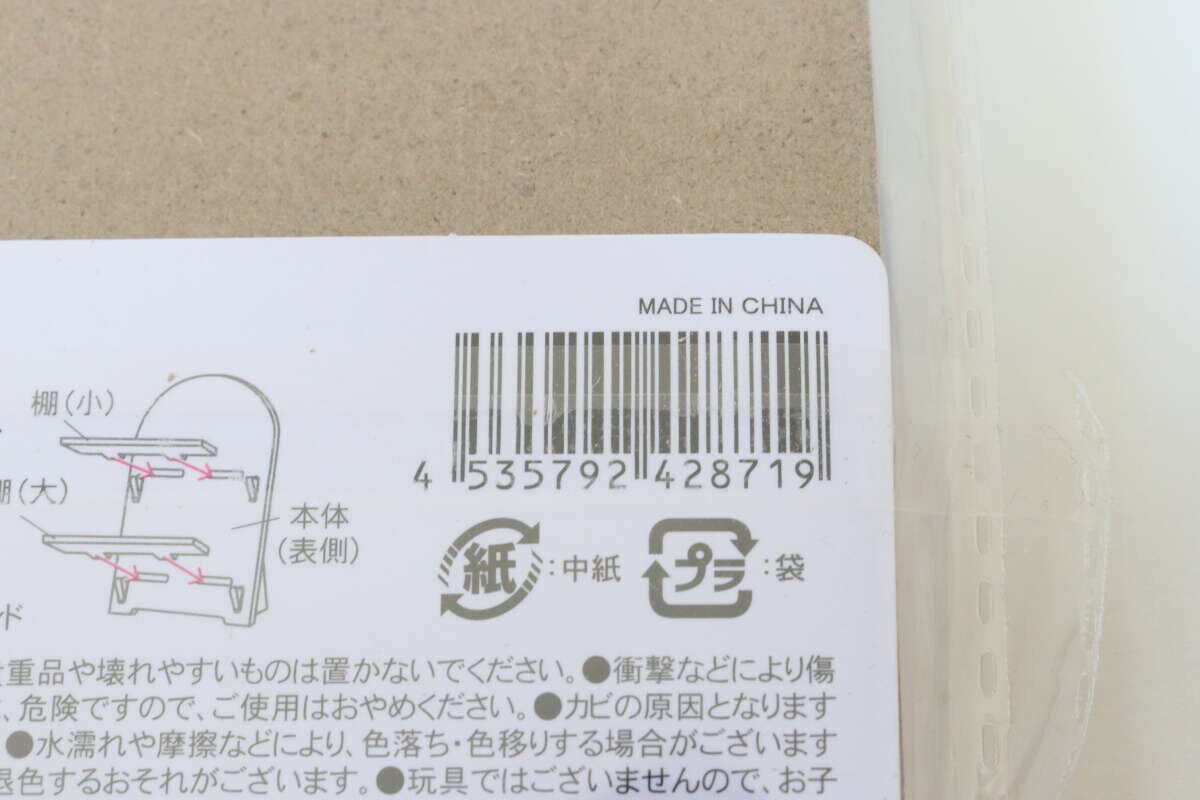 MADE IN CHINA
4 535792 428719
棚(小)
棚(大)
本体
(表側)
紙:中紙
プラ:袋
ド
重品や壊れやすいものは置かないでください。●衝撃などにより傷
、危険ですので、ご使用はおやめください。●カビの原因となります
●水濡れや摩擦などにより、色落ち・色移りする場合がございます
退色するおそれがございます。●玩具ではございませんので、お子